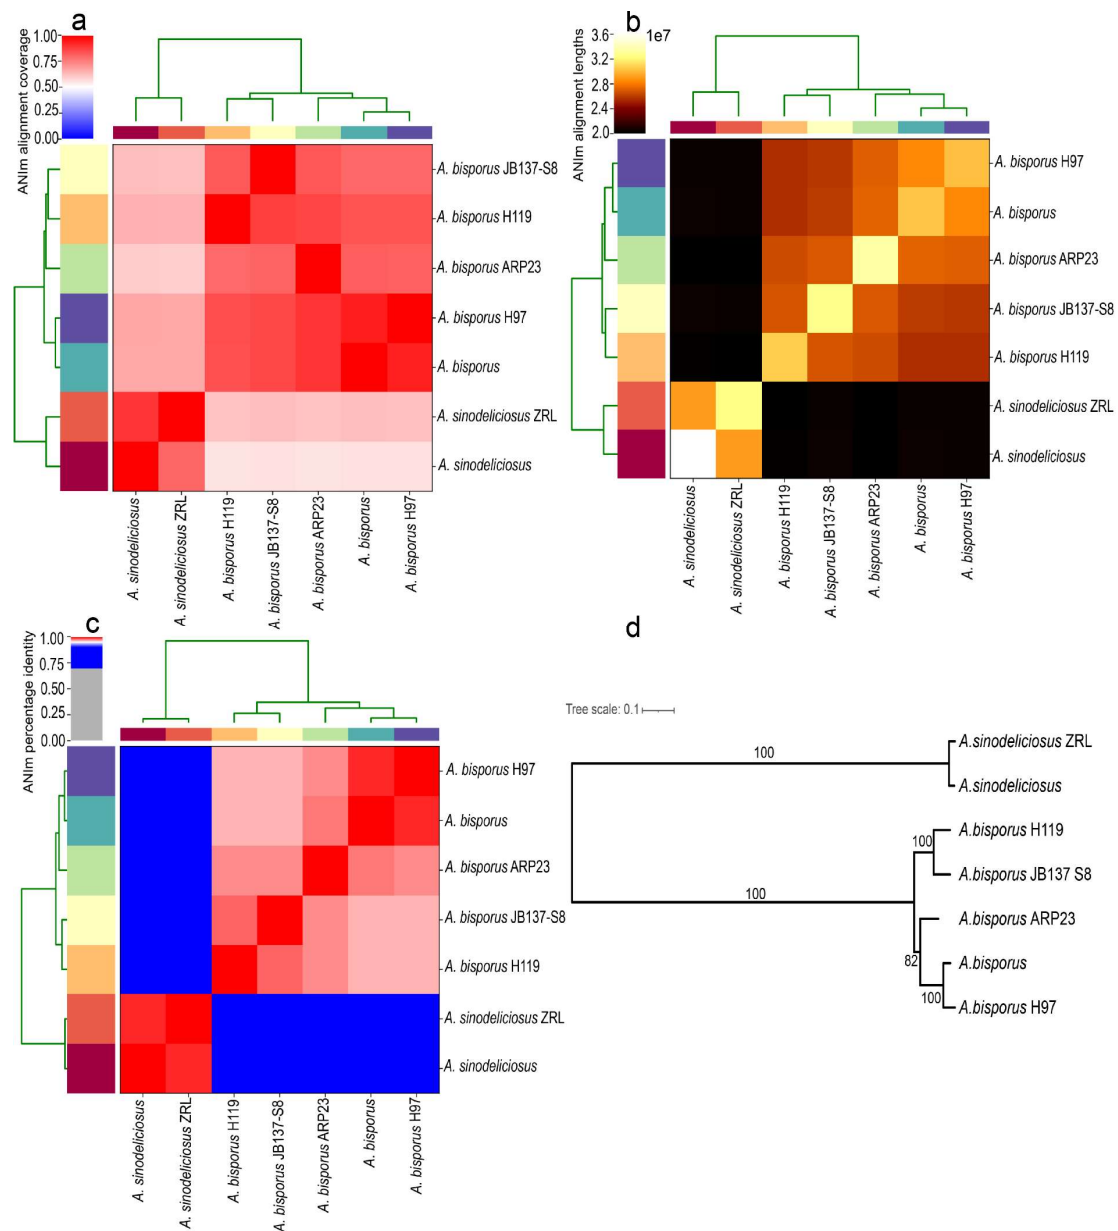 a
ANIm alignment coverage
1.00
0.75
0.50
0.25
0.00
A. bisporus JB137-S8
A. bisporus H119
A. bisporus ARP23
A. bisporus H97
A. bisporus
A. sinodeliciosus ZRL
A. sinodeliciosus
A. sinodeliciosus
A. sinodeliciosus ZRL
A. bisporus H119
A. bisporus JB137-S8
A. bisporus ARP23
A. bisporus
A. bisporus H97
b
ANIm alignment lengths
1e7
3.6
3.2
2.8
2.4
2.0
A. bisporus H97
A. bisporus
A. bisporus ARP23
A. bisporus JB137-S8
A. bisporus H119
A. sinodeliciosus ZRL
A. sinodeliciosus
A. sinodeliciosus
A. sinodeliciosus ZRL
A. bisporus H119
A. bisporus JB137-S8
A. bisporus ARP23
A. bisporus
A. bisporus H97
c
ANIm percentage identity
1.00
0.75
0.50
0.25
0.00
A. bisporus H97
A. bisporus
A. bisporus ARP23
A. bisporus JB137-S8
A. bisporus H119
A. sinodeliciosus ZRL
A. sinodeliciosus
A. sinodeliciosus
A. sinodeliciosus ZRL
A. bisporus H119
A. bisporus JB137-S8
A. bisporus ARP23
A. bisporus
A. bisporus H97
d
Tree scale: 0.1
A.sinodeliciosus ZRL
100
A.sinodeliciosus
A.bisporus H119
100
A.bisporus JB137 S8
100
A.bisporus ARP23
82
A.bisporus
100
A.bisporus H97